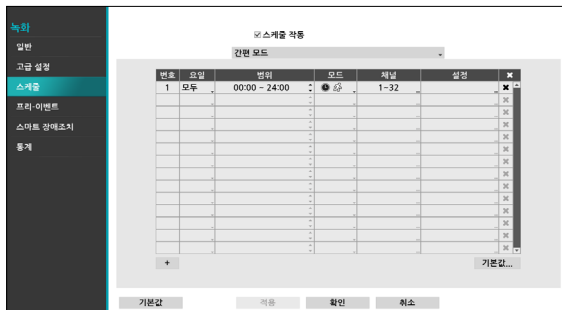 녹화
일반
고급 설정
스케줄
프리-이벤트
스마트 장애조치
통계
스케줄 작동
간편 모드
번호 요일 범위 모드 채널 설정
1 모두 00:00 - 24:00 1-32
+ 기본값...
기본값 적용 확인 취소